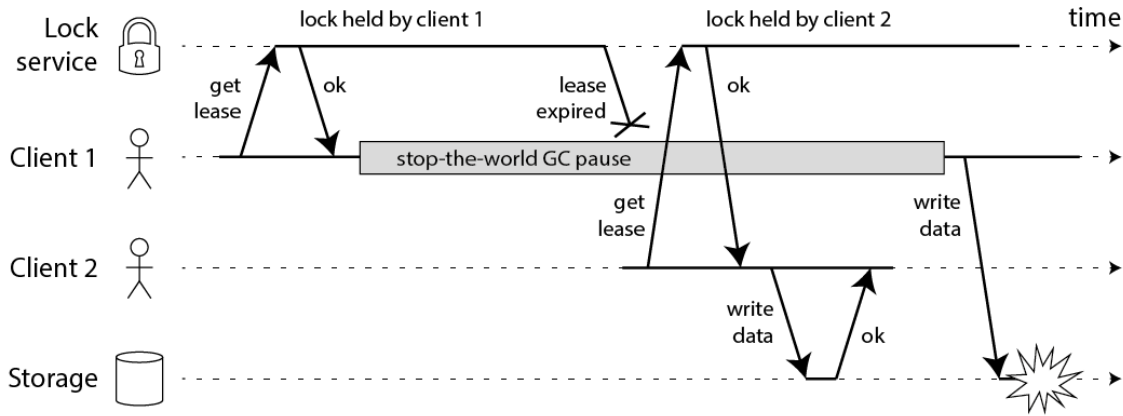 Lock
service
lock held by client 1
lock held by client 2
time
get
lease
ok
lease
expired
ok
Client 1
stop-the-world GC pause
get
lease
write
data
Client 2
write
data
ok
Storage